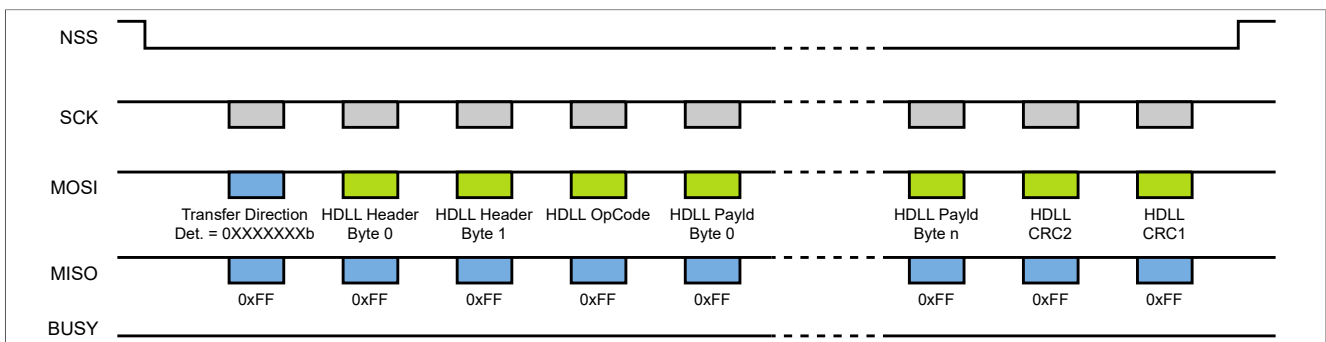 NSS
SCK
MOSI
Transfer Direction HDLL Header HDLL Header HDLL OpCode HDLL Payld HDLL Payld HDLL HDLL
Det. = 0XXXXXXXb Byte 0 Byte 1 Byte 0 Byte n CRC2 CRC1
MISO
0xFF 0xFF 0xFF 0xFF 0xFF 0xFF 0xFF 0xFF
BUSY